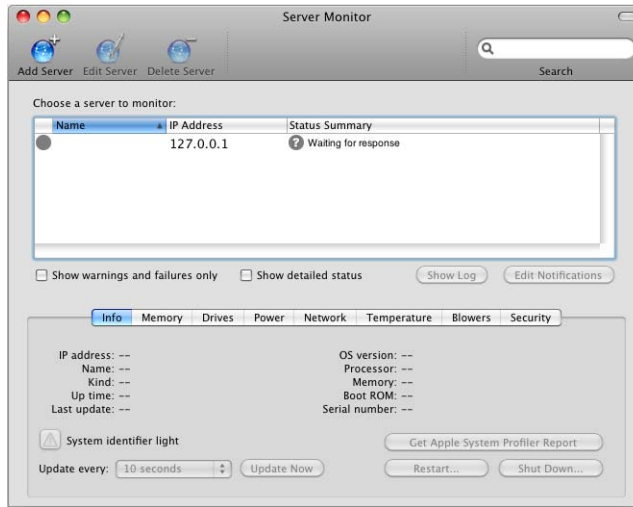 Server Monitor
Add Server Edit Server Delete Server Search
Choose a server to monitor:
Name IP Address Status Summary
127.0.0.1 ? Waiting for response
Show warnings and failures only Show detailed status Show Log Edit Notifications
Info Memory Drives Power Network Temperature Blowers Security
IP address: -- OS version: --
Name: -- Processor: --
Kind: -- Memory: --
Up time: -- Boot ROM: --
Last update: -- Serial number: --
System identifier light Get Apple System Profiler Report
Update every: 10 seconds Update Now Restart... Shut Down...